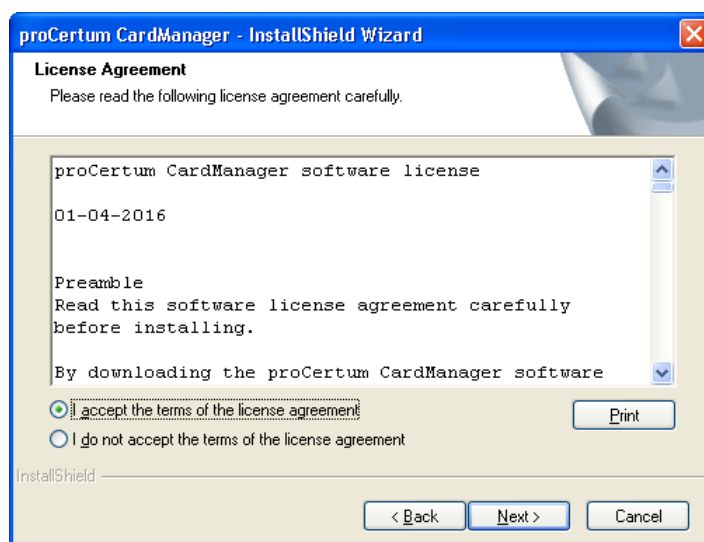 proCertum CardManager - InstallShield Wizard
License Agreement
Please read the following license agreement carefully.
proCertum CardManager software license
01-04-2016
Preamble
Read this software license agreement carefully
before installing.
By downloading the proCertum CardManager software
I accept the terms of the license agreement
Print
I do not accept the terms of the license agreement
InstallShield
< Back
Next >
Cancel